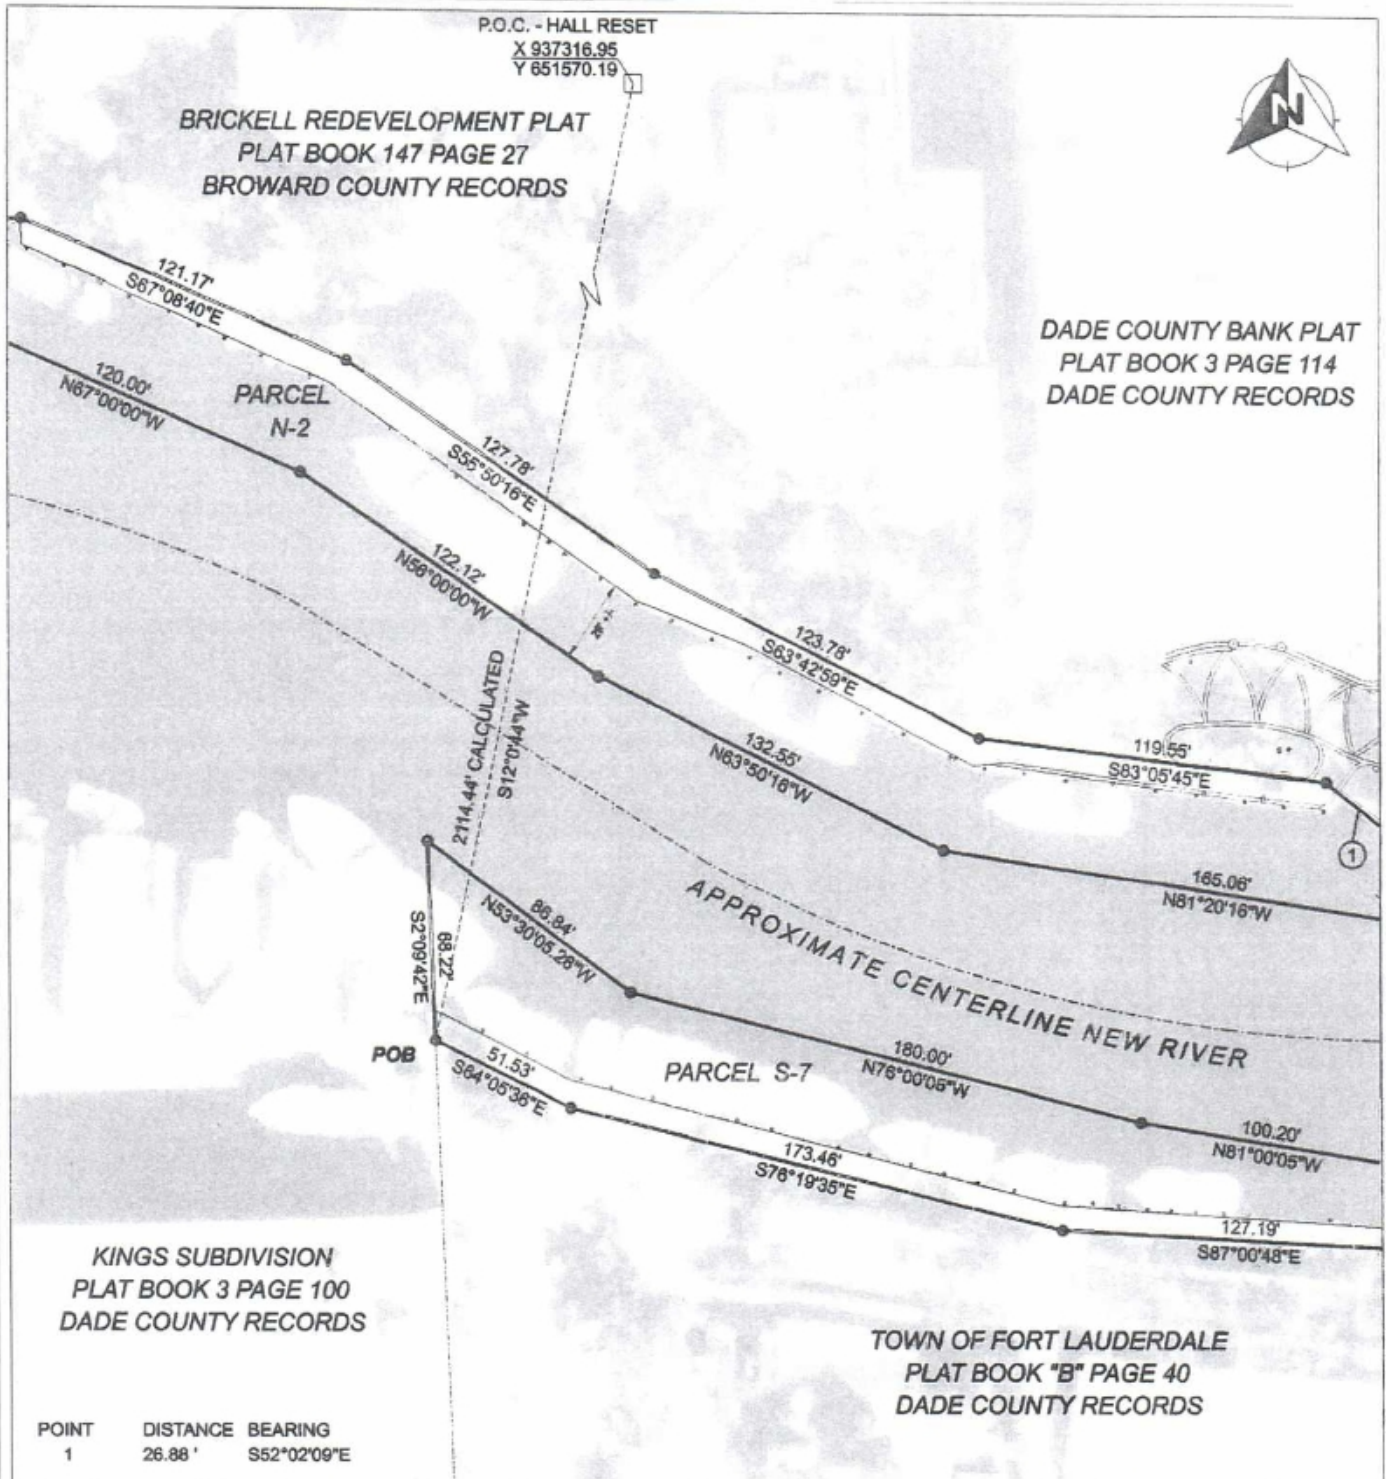 P.O.C. - HALL RESET
X 937316.95
Y 651570.19
N
BRICKELL REDEVELOPMENT PLAT
PLAT BOOK 147 PAGE 27
BROWARD COUNTY RECORDS
DADE COUNTY BANK PLAT
PLAT BOOK 3 PAGE 114
DADE COUNTY RECORDS
121.17'
S67°08'40"E
120.00'
N67°00'00"W
PARCEL
N-2
127.78'
S55°50'16"E
122.12'
N56°00'00"W
123.78'
S63°42'59"E
132.55'
N63°50'16"W
119.55'
S83°05'45"E
1
165.06'
N81°20'16"W
2114.44' CALCULATED
S12°0'44"W
86.84'
N53°30'05.26"W
S2°09'42"E
68.72'
APPROXIMATE CENTERLINE NEW RIVER
POB
51.53'
S64°05'36"E
PARCEL S-7
180.00'
N76°00'05"W
100.20'
N81°00'05"W
173.46'
S76°19'35"E
127.19'
S87°00'48"E
KINGS SUBDIVISION
PLAT BOOK 3 PAGE 100
DADE COUNTY RECORDS
TOWN OF FORT LAUDERDALE
PLAT BOOK "B" PAGE 40
DADE COUNTY RECORDS
POINT DISTANCE BEARING
1 26.88 ' S52°02'09"E